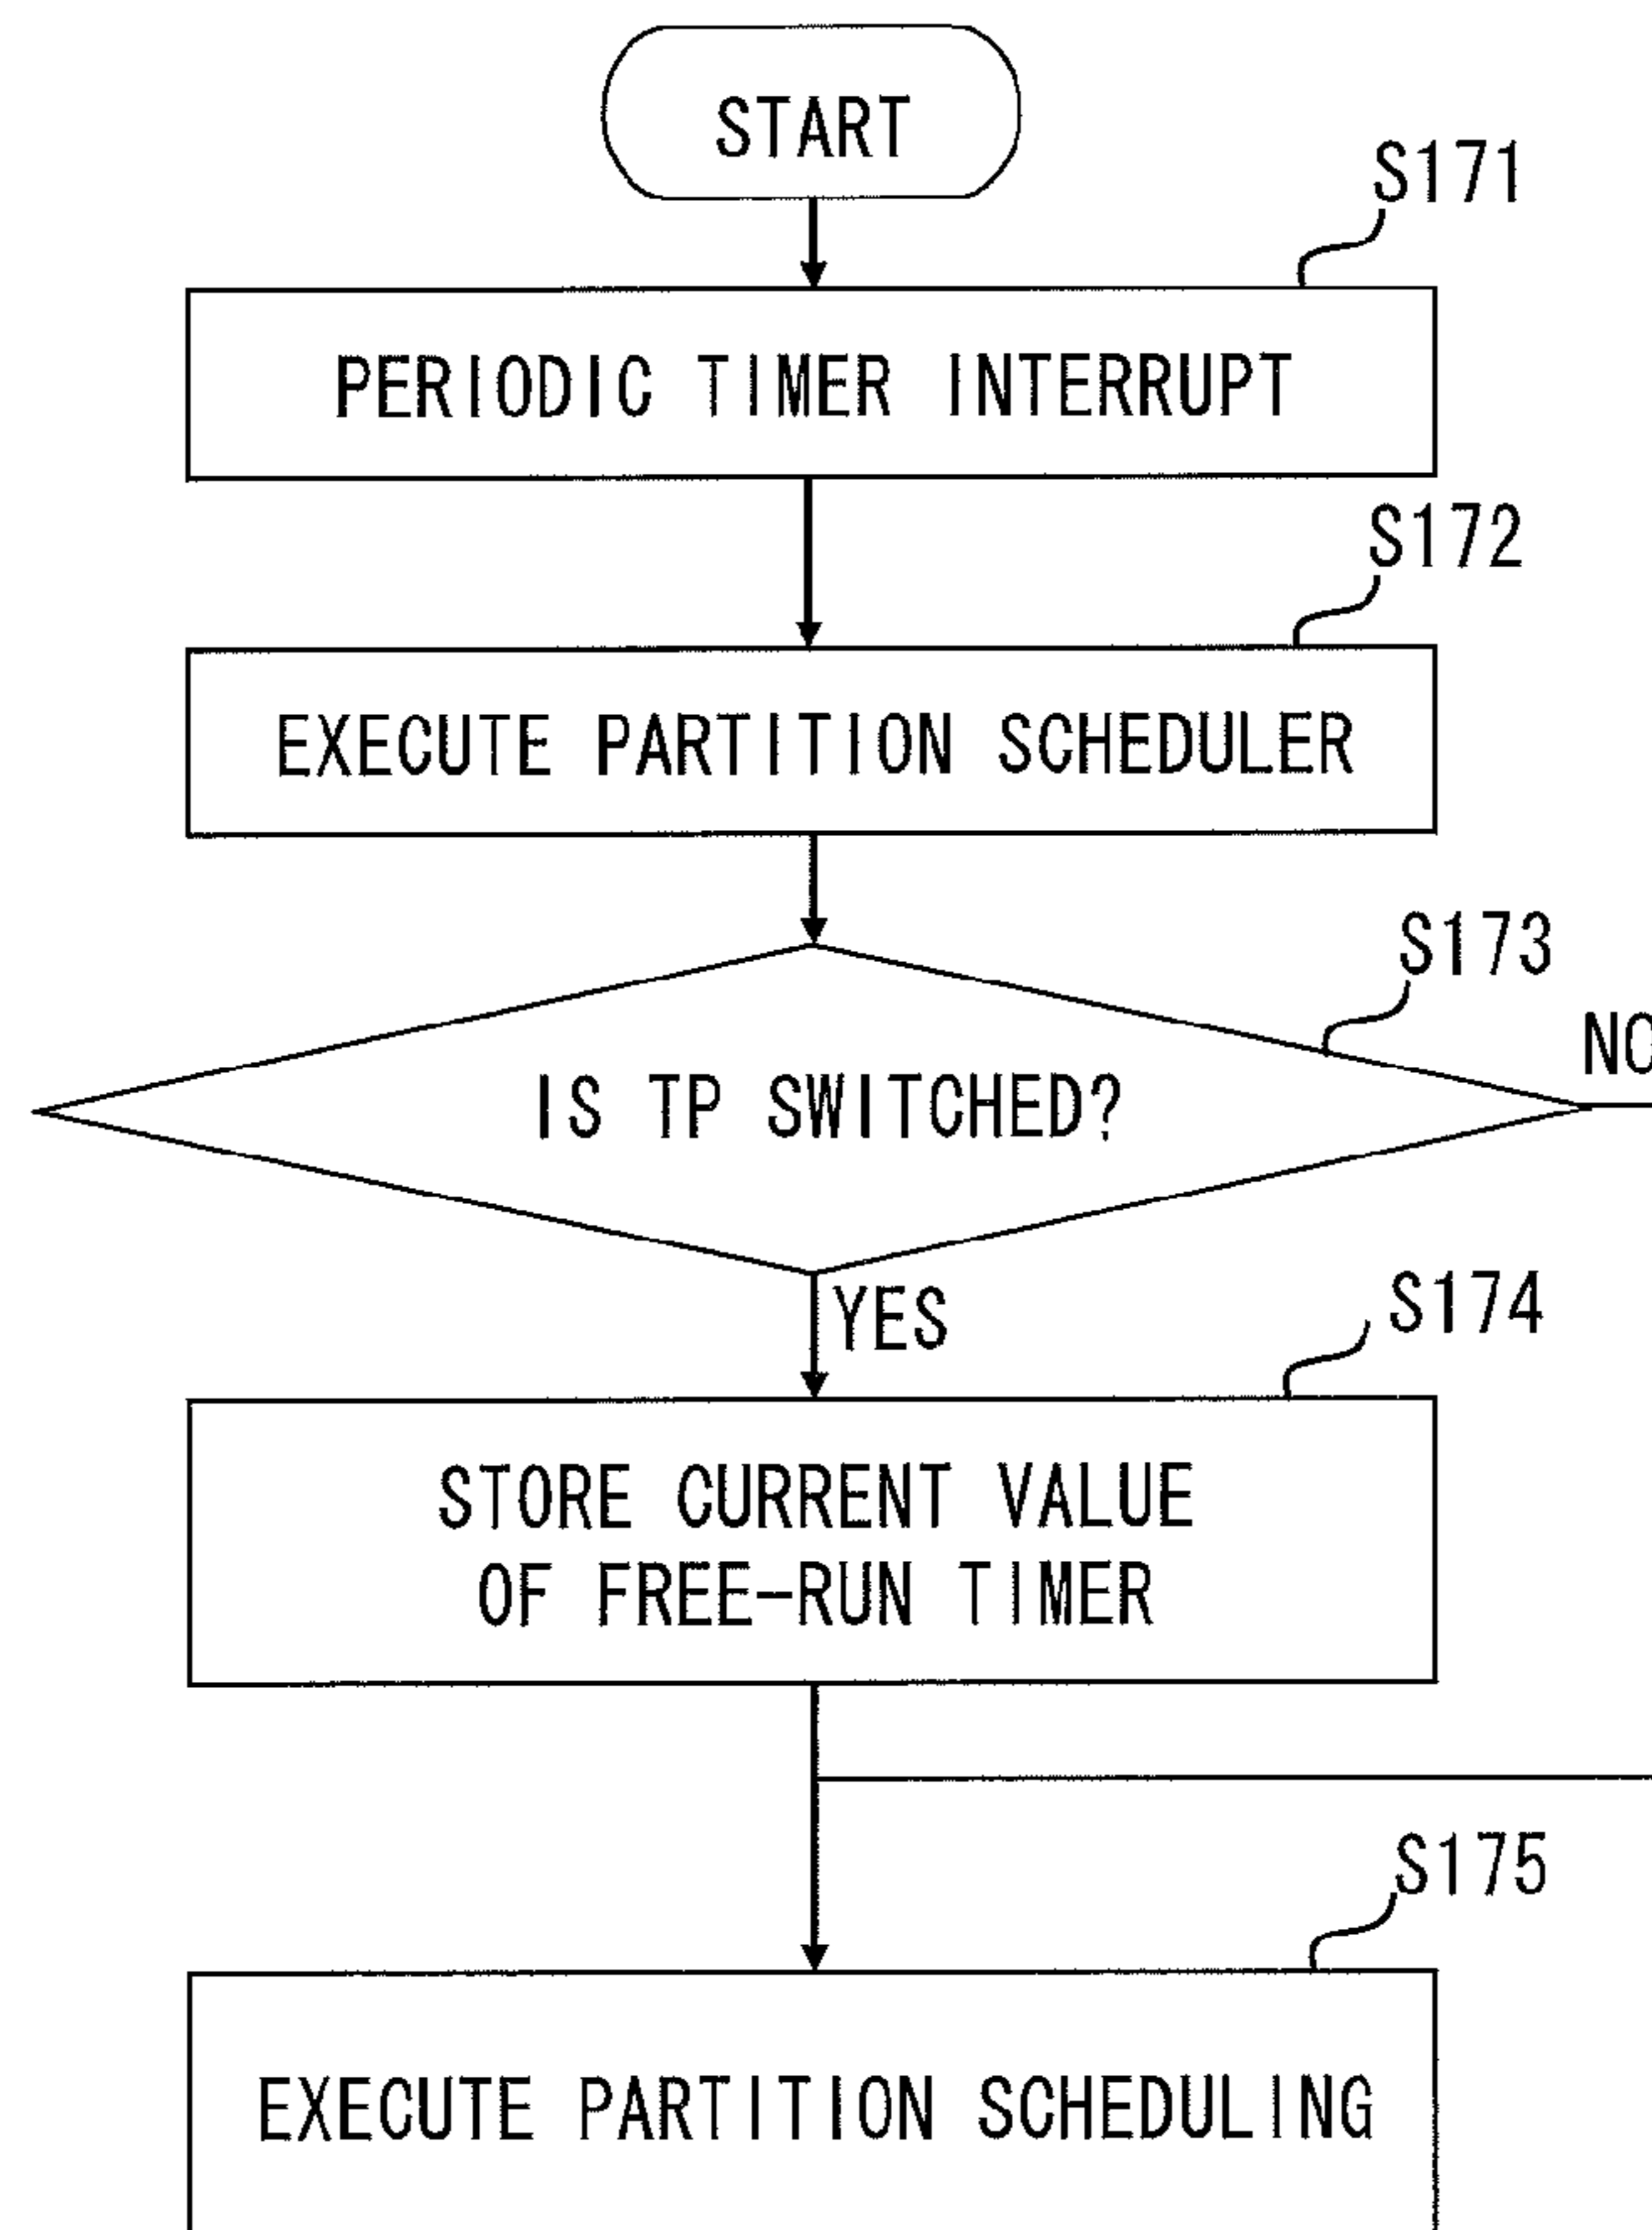 START
S171
PERIODIC TIMER INTERRUPT
S172
EXECUTE PARTITION SCHEDULER
S173
NO
IS TP SWITCHED?
YES
S174
STORE CURRENT VALUE
OF FREE-RUN TIMER
S175
EXECUTE PARTITION SCHEDULING